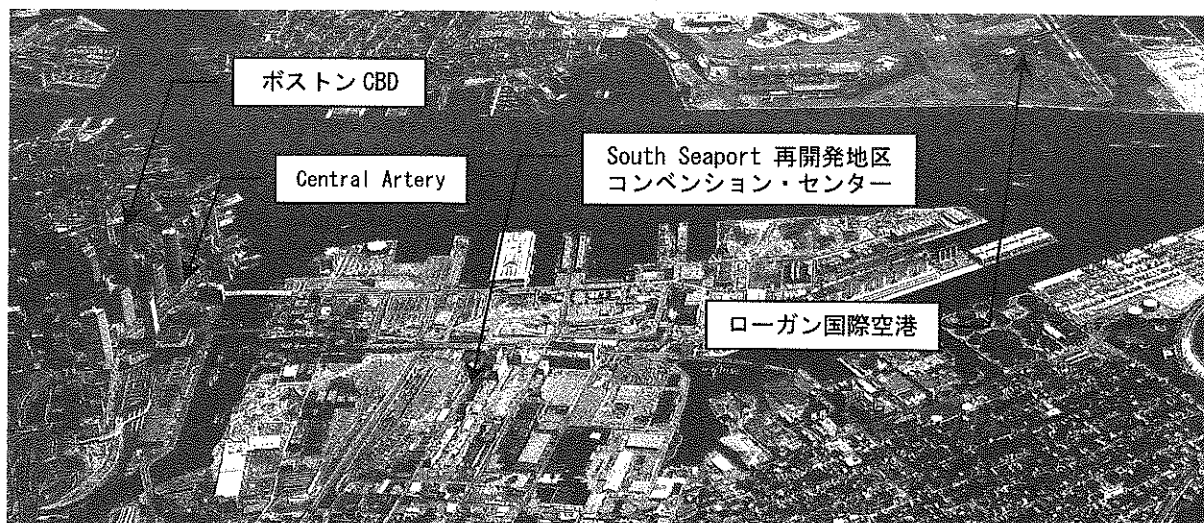 ボストン CBD
Central Artery
South Seaport 再開発地区
コンベンション・センター
ローガン国際空港